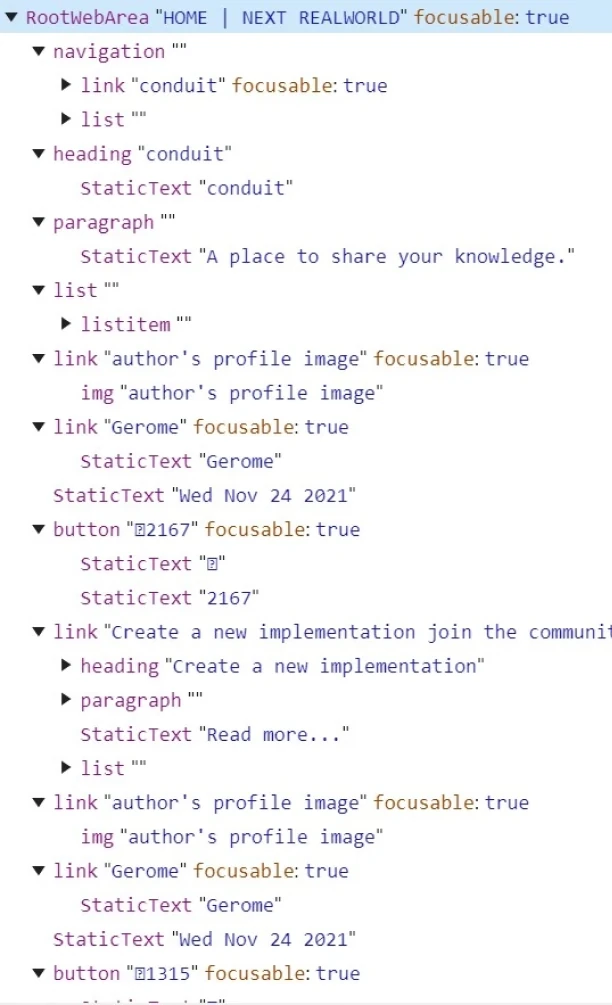 ▼ RootWebArea "HOME | NEXT REALWORLD" focusable: true
▼ navigation ""
▶ link "conduit" focusable: true
▶ list ""
▼ heading "conduit"
StaticText "conduit"
▼ paragraph ""
StaticText "A place to share your knowledge."
▼ list ""
▶ listitem ""
▼ link "author's profile image" focusable: true
img "author's profile image"
▼ link "Gerome" focusable: true
StaticText "Gerome"
StaticText "Wed Nov 24 2021"
▼ button "⍰2167" focusable: true
StaticText "⍰"
StaticText "2167"
▼ link "Create a new implementation join the communit
▶ heading "Create a new implementation"
▶ paragraph ""
StaticText "Read more..."
▶ list ""
▼ link "author's profile image" focusable: true
img "author's profile image"
▼ link "Gerome" focusable: true
StaticText "Gerome"
StaticText "Wed Nov 24 2021"
▼ button "⍰1315" focusable: true